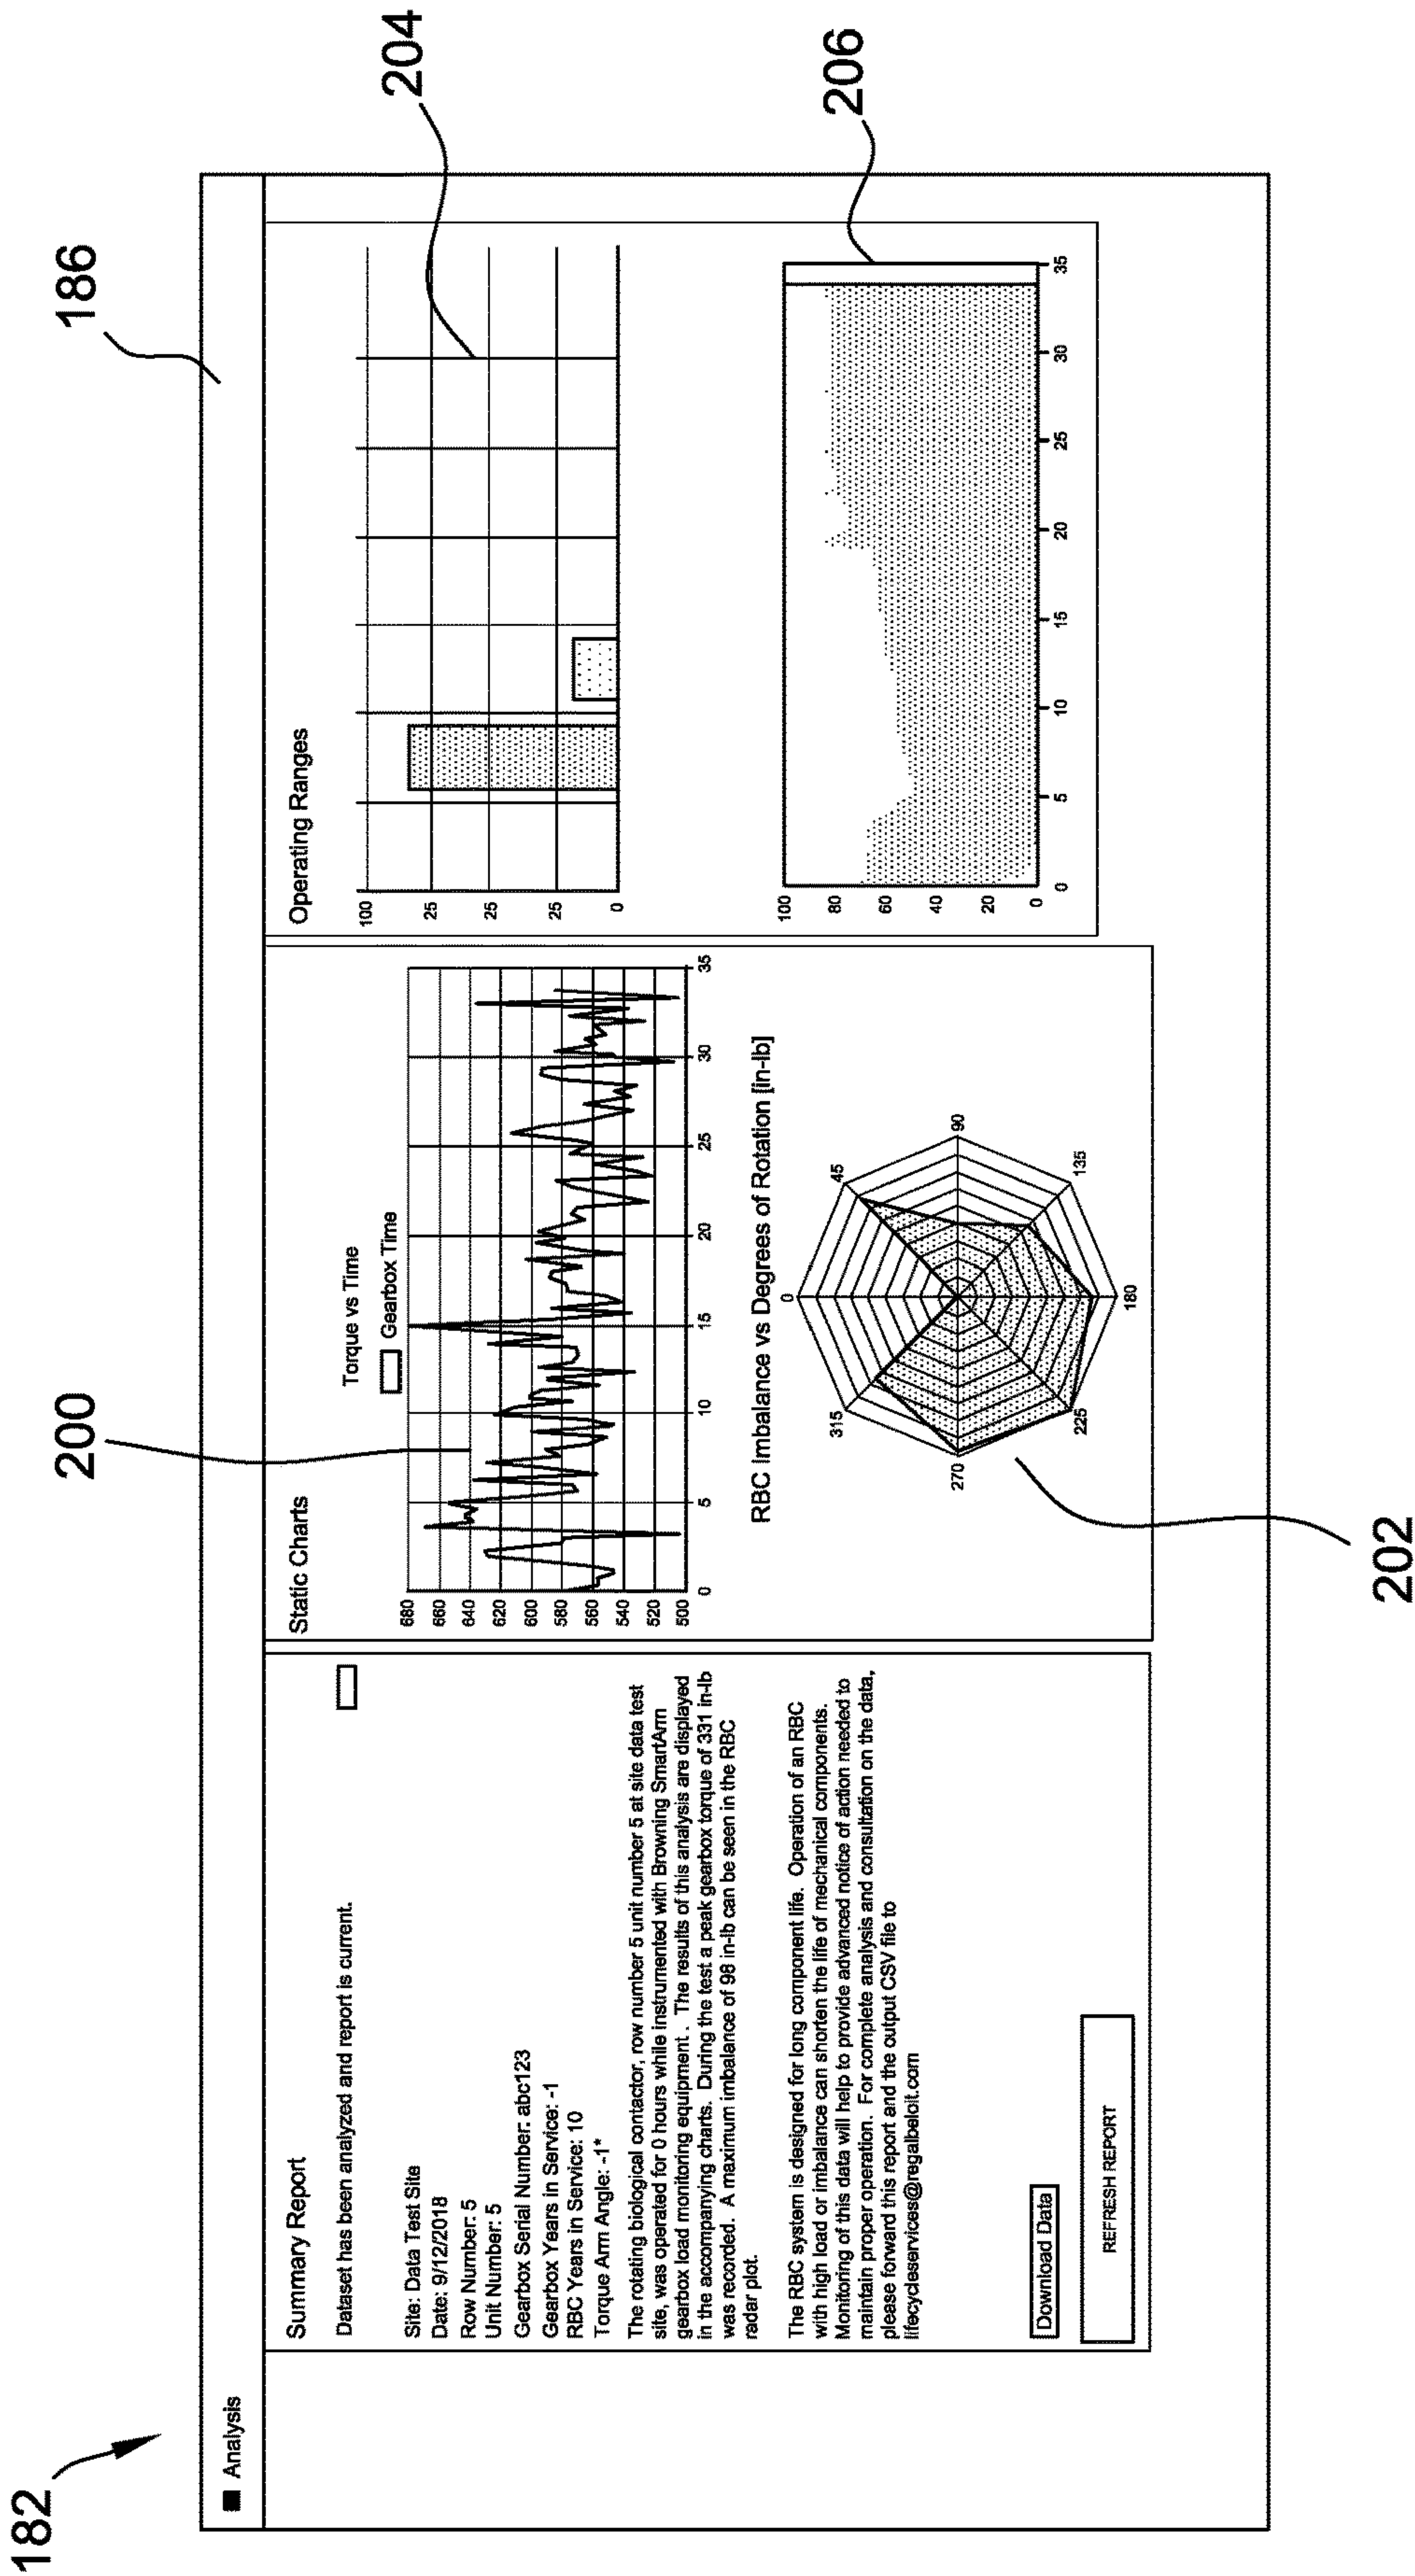 182
186
Analysis
Summary Report
Dataset has been analyzed and report is current.
Site: Data Test Site
Date: 9/12/2018
Row Number: 5
Unit Number: 5
Gearbox Serial Number: abc123
Gearbox Years in Service: -1
RBC Years in Service: 10
Torque Arm Angle: -1*
The rotating biological contactor, row number 5 unit number 5 at site data test
site, was operated for 0 hours while instrumented with Browning SmartArm
gearbox load monitoring equipment . The results of this analysis are displayed
in the accompanying charts. During the test a peak gearbox torque of 331 in-lb
was recorded. A maximum imbalance of 98 in-lb can be seen in the RBC
radar plot.
The RBC system is designed for long component life. Operation of an RBC
with high load or imbalance can shorten the life of mechanical components.
Monitoring of this data will help to provide advanced notice of action needed to
maintain proper operation. For complete analysis and consultation on the data,
please forward this report and the output CSV file to
lifecycleservices@regalbeloit.com
Download Data
REFRESH REPORT
200
Static Charts
Torque vs Time
Gearbox Time
680
660
640
620
600
580
560
540
520
500
0 5 10 15 20 25 30 35
RBC Imbalance vs Degrees of Rotation [in-lb]
0
45
90
135
180
225
270
315
202
Operating Ranges
100
25
25
25
0
204
100
80
60
40
20
0
0 5 10 15 20 25 30 35
206